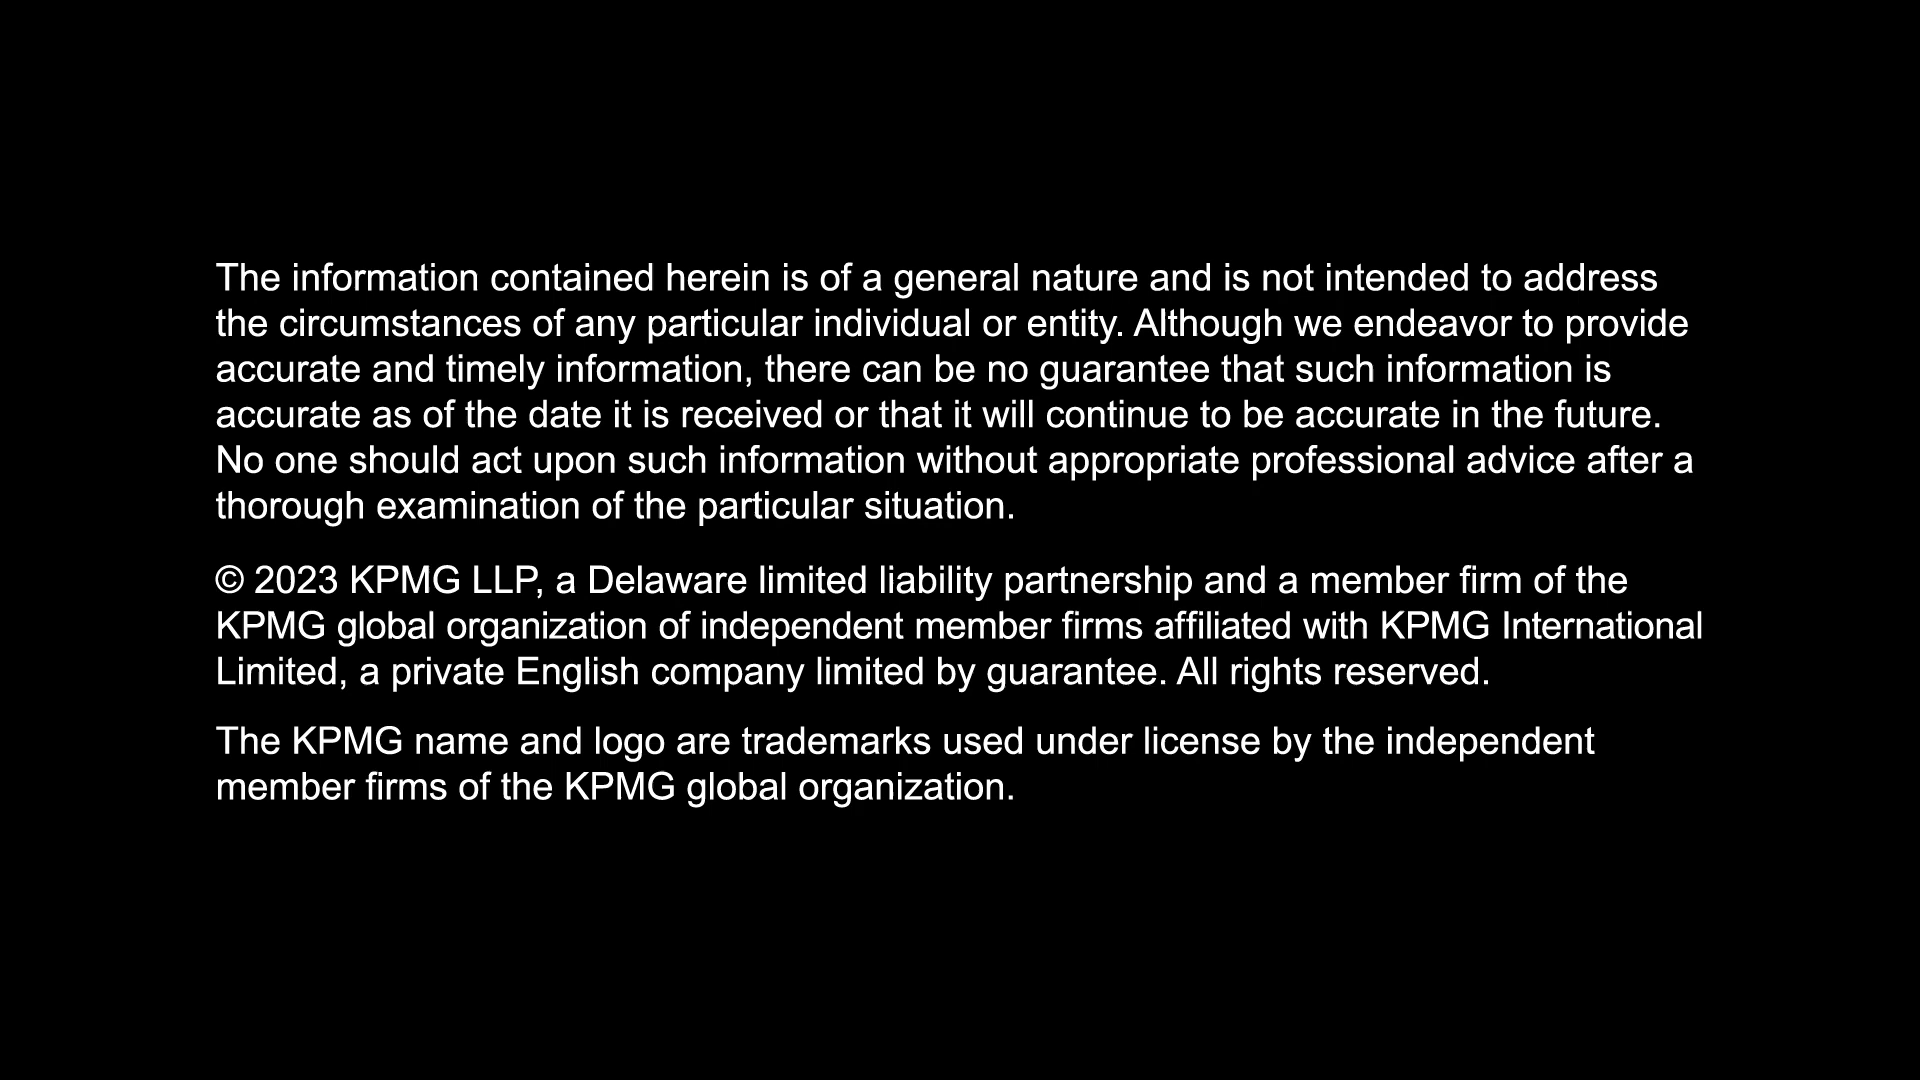 The information contained herein is of a general nature and is not intended to address
the circumstances of any particular individual or entity. Although we endeavor to provide
accurate and timely information, there can be no guarantee that such information is
accurate as of the date it is received or that it will continue to be accurate in the future.
No one should act upon such information without appropriate professional advice after a
thorough examination of the particular situation.
© 2023 KPMG LLP, a Delaware limited liability partnership and a member firm of the
KPMG global organization of independent member firms affiliated with KPMG International
Limited, a private English company limited by guarantee. All rights reserved.
The KPMG name and logo are trademarks used under license by the independent
member firms of the KPMG global organization.